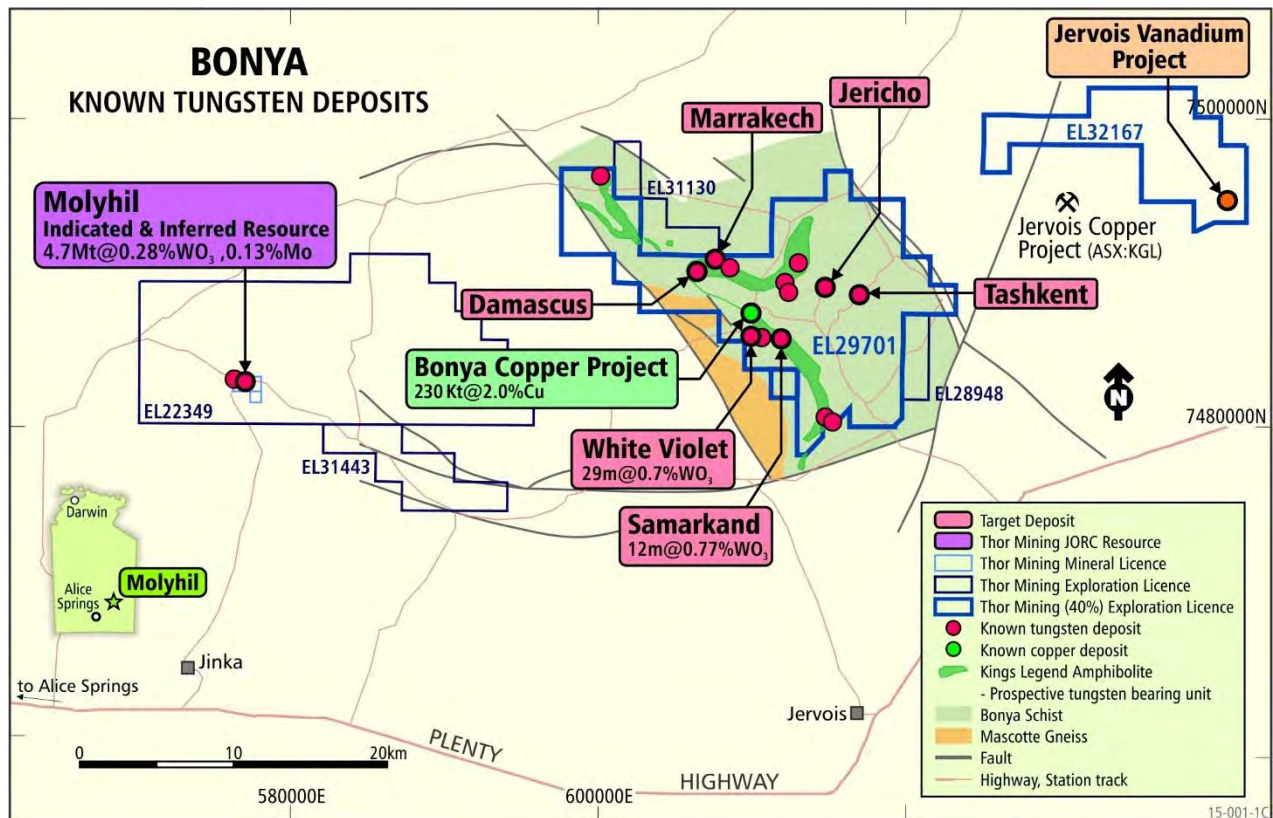 BONYA
KNOWN TUNGSTEN DEPOSITS
Jervois Vanadium
Project
7500000N
EL32167
Jericho
Marrakech
EL31130
Molyhil
Indicated & Inferred Resource
4.7Mt@0.28%WO₃ ,0.13%Mo
Jervois Copper
Project (ASX:KGL)
Damascus
Tashkent
EL29701
Bonya Copper Project
230 Kt@2.0%Cu
EL28948
N
EL22349
7480000N
White Violet
29m@0.7%WO₃
EL31443
Samarkand
12m@0.77%WO₃
Darwin
Alice
Springs
Molyhil
Target Deposit
Thor Mining JORC Resource
Thor Mining Mineral Licence
Thor Mining Exploration Licence
Thor Mining (40%) Exploration Licence
Known tungsten deposit
Known copper deposit
Kings Legend Amphibolite
- Prospective tungsten bearing unit
Bonya Schist
Mascotte Gneiss
Fault
Highway, Station track
Jinka
to Alice Springs
Jervois
PLENTY
HIGHWAY
0 10 20km
580000E
600000E
15-001-1C